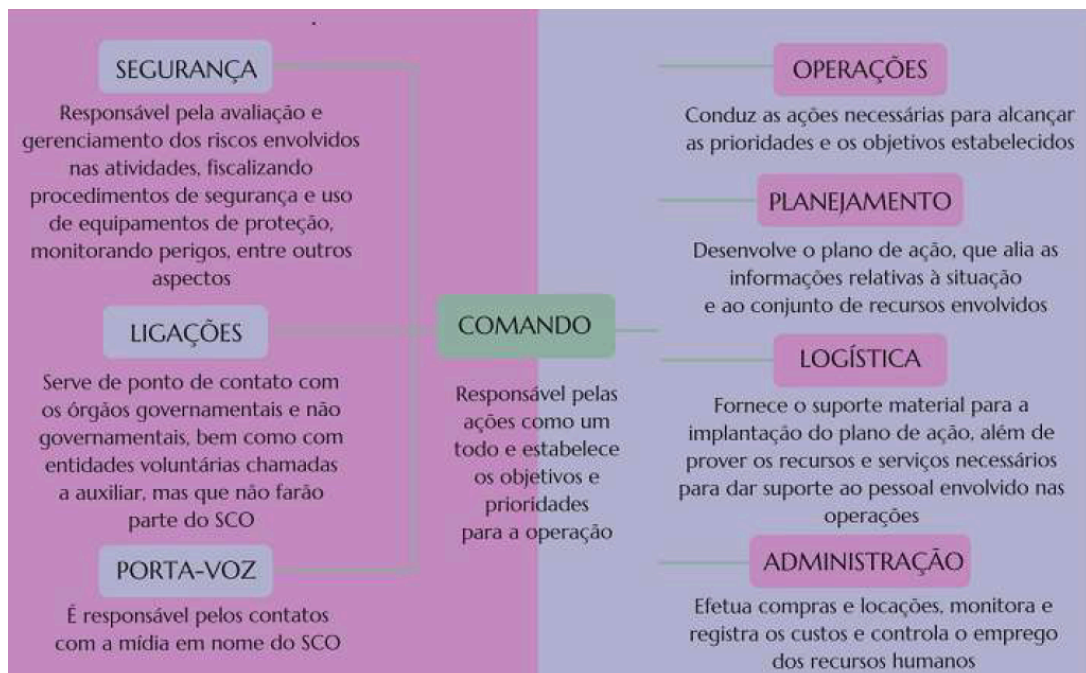 SEGURANÇA
Responsável pela avaliação e
gerenciamento dos riscos envolvidos
nas atividades, fiscalizando
procedimentos de segurança e uso
de equipamentos de proteção,
monitorando perigos, entre outros
aspectos
LIGAÇÕES
Serve de ponto de contato com
os órgãos governamentais e não
governamentais, bem como com
entidades voluntárias chamadas
a auxiliar, mas que não farão
parte do SCO
PORTA-VOZ
É responsável pelos contatos
com a mídia em nome do SCO
COMANDO
Responsável pelas
ações como um
todo e estabelece
os objetivos e
prioridades
para a operação
OPERAÇÕES
Conduz as ações necessárias para alcançar
as prioridades e os objetivos estabelecidos
PLANEJAMENTO
Desenvolve o plano de ação, que alia as
informações relativas à situação
e ao conjunto de recursos envolvidos
LOGÍSTICA
Fornece o suporte material para a
implantação do plano de ação, além de
prover os recursos e serviços necessários
para dar suporte ao pessoal envolvido nas
operações
ADMINISTRAÇÃO
Efetua compras e locações, monitora e
registra os custos e controla o emprego
dos recursos humanos